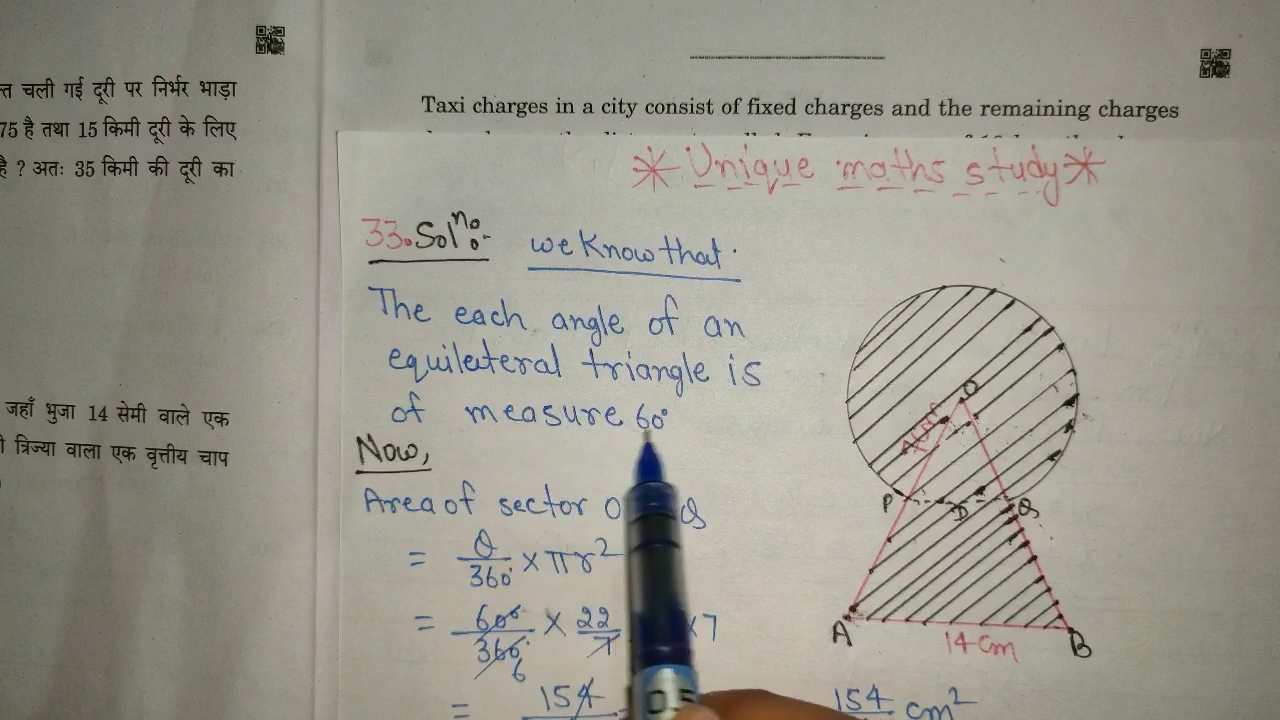 त चली गई दूरी पर निर्भर भाड़ा
75 है तथा 15 किमी दूरी के लिए
है ? अतः 35 किमी की दूरी का
जहाँ भुजा 14 सेमी वाले एक
त्रिज्या वाला एक वृत्तीय चाप
Taxi charges in a city consist of fixed charges and the remaining charges
* Unique maths study *
33. Solⁿ:- we know that.
The each angle of an
equilateral triangle is
of measure 60°
Now,
Area of sector O
= θ/360° × πr²
= 60°/360° × 22/7 ×7
6
= 154
154 cm²
O
P D Q
A 14 cm B